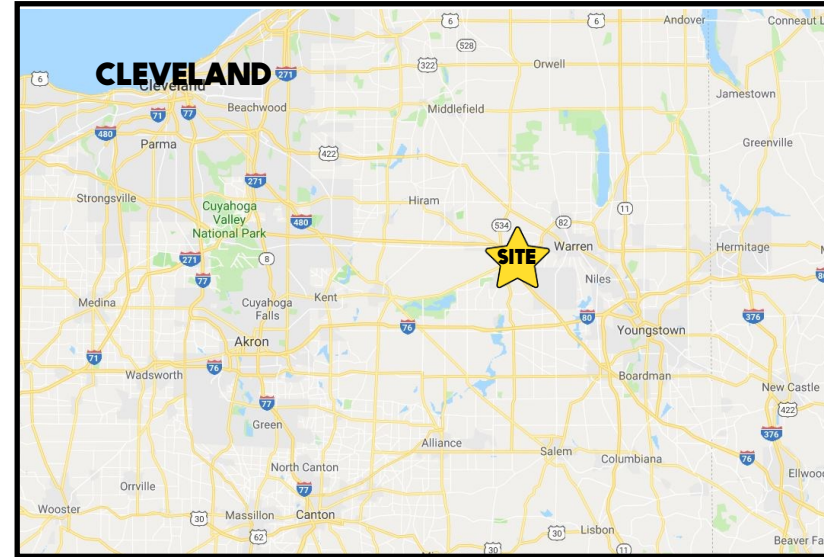 6
6
Andover
Conneaut L
528
322
Orwell
6
CLEVELAND
271
Cleveland
Jamestown
Beachwood
Middlefield
71
77
480
Parma
Greenville
422
271
Strongsville
Cuyahoga
Valley
National Park
Hiram
11
480
534
82
SITE
Warren
Hermitage
271
8
77
Niles
80
Medina
Cuyahoga
Falls
Kent
76
80
376
Youngstown
Akron
71
76
Wadsworth
Boardman
New Castle
77
422
Green
376
Alliance
Salem
Columbiana
76
North Canton
Ellwoo
77
Orrville
Wooster
30
Massillon
Canton
62
30
Lisbon
30
11
Beaver Fa